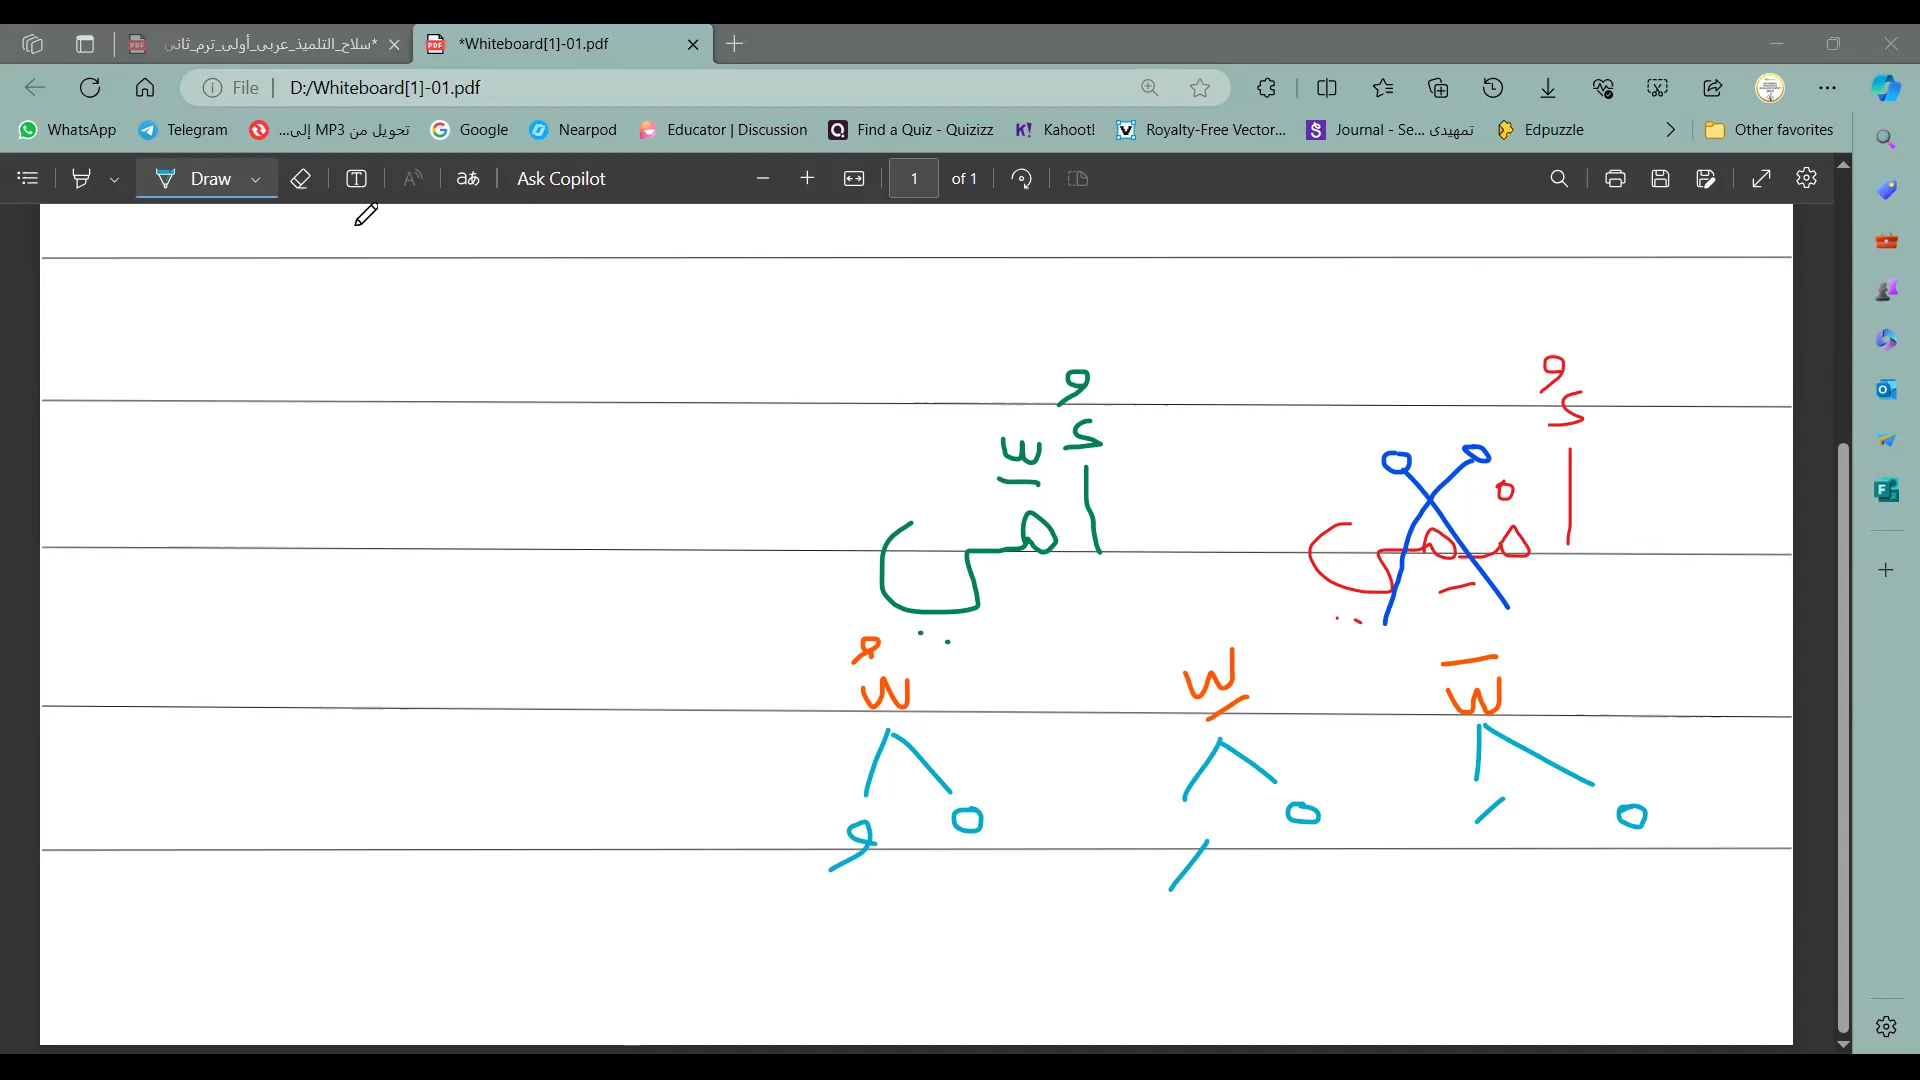 *سلاح_التلميذ_عربى_أولى_ترم_ثانى
*Whiteboard[1]-01.pdf
File D:/Whiteboard[1]-01.pdf
WhatsApp Telegram تحويل من MP3 إلى... Google Nearpod Educator | Discussion Find a Quiz - Quizizz Kahoot! Royalty-Free Vector... Journal - Se... تمهيدى Edpuzzle Other favorites
Draw Ask Copilot 1 of 1
أُمْمِي أُمِّي